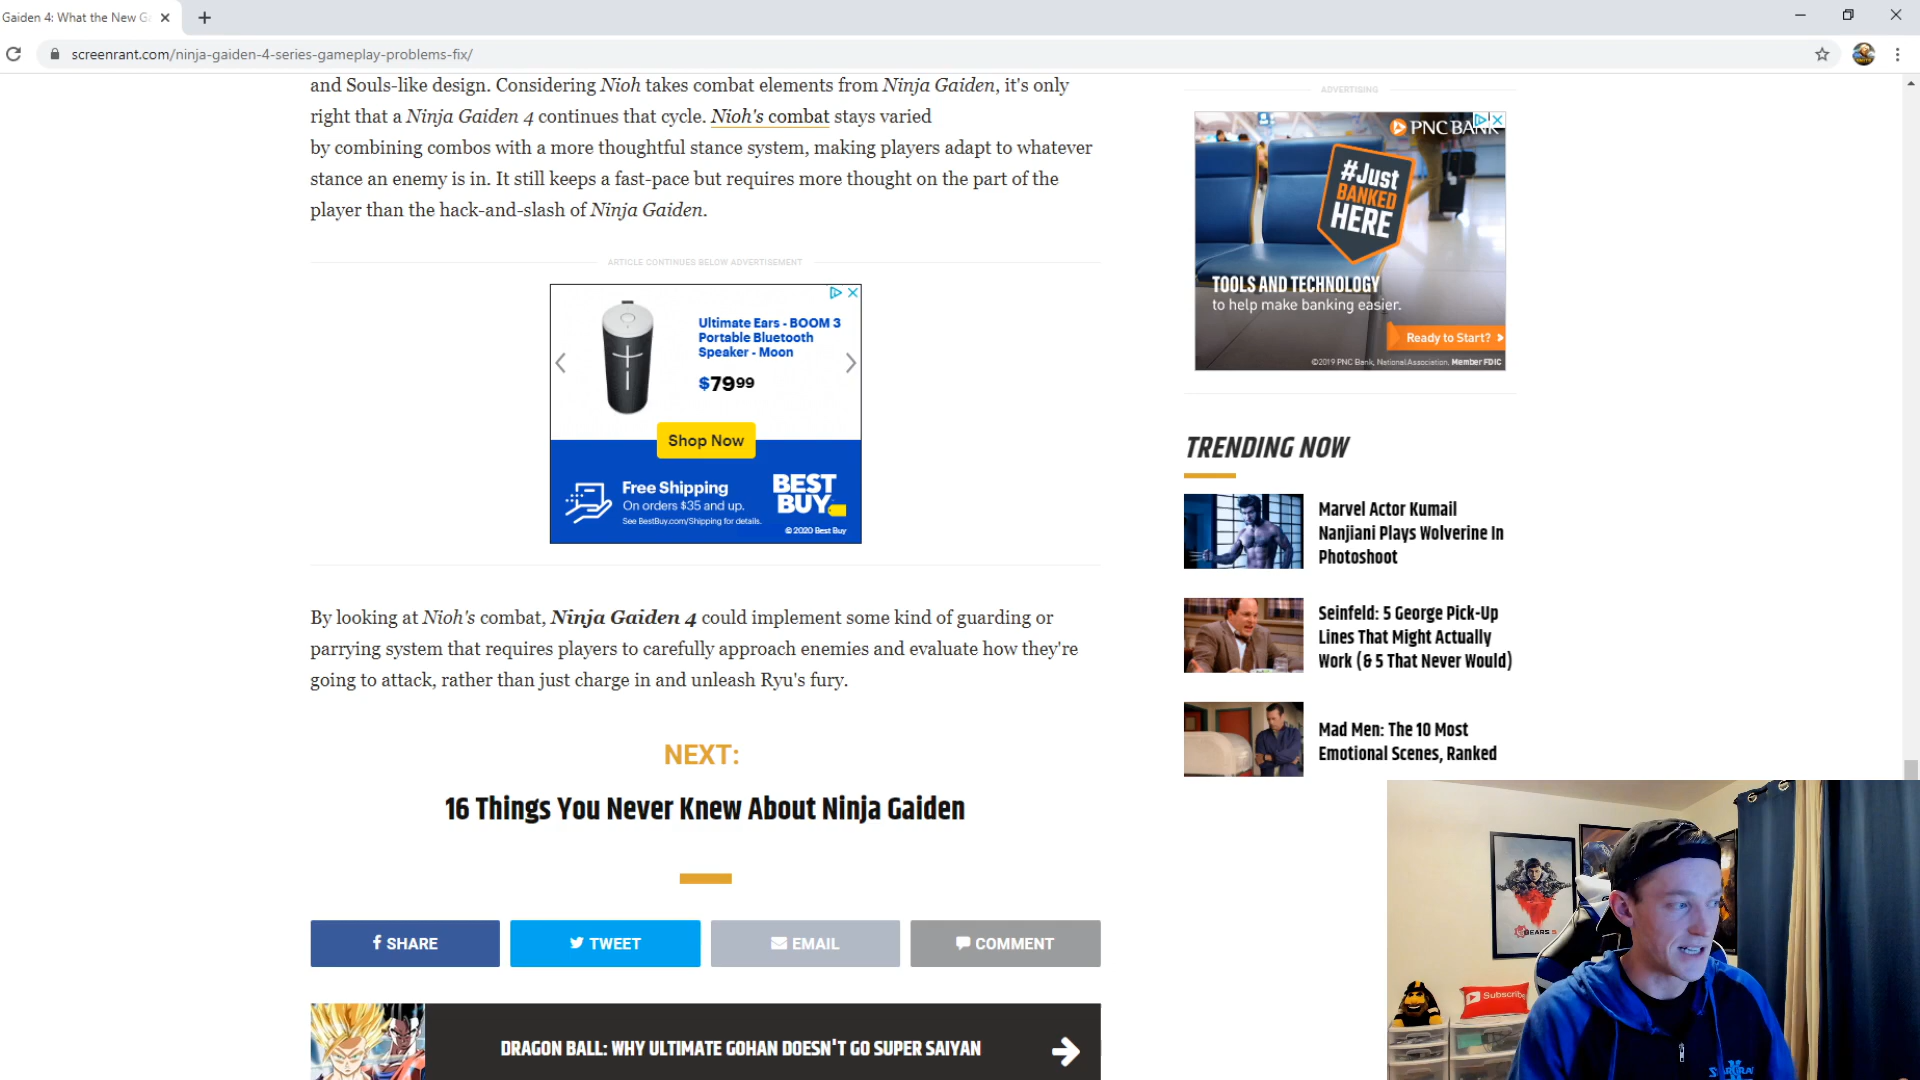 Gaiden 4: What the New G
screenrant.com/ninja-gaiden-4-series-gameplay-problems-fix/
and Souls-like design. Considering Nioh takes combat elements from Ninja Gaiden, it's only
right that a Ninja Gaiden 4 continues that cycle. Nioh's combat stays varied
by combining combos with a more thoughtful stance system, making players adapt to whatever
stance an enemy is in. It still keeps a fast-pace but requires more thought on the part of the
player than the hack-and-slash of Ninja Gaiden.
ARTICLE CONTINUES BELOW ADVERTISEMENT
Ultimate Ears - BOOM 3
Portable Bluetooth
Speaker - Moon
$7999
Shop Now
Free Shipping
On orders $35 and up.
See BestBuy.com/Shipping for details.
BEST
BUY
© 2020 Best Buy
By looking at Nioh's combat, Ninja Gaiden 4 could implement some kind of guarding or
parrying system that requires players to carefully approach enemies and evaluate how they're
going to attack, rather than just charge in and unleash Ryu's fury.
NEXT:
16 Things You Never Knew About Ninja Gaiden
SHARE
TWEET
EMAIL
COMMENT
DRAGON BALL: WHY ULTIMATE GOHAN DOESN'T GO SUPER SAIYAN
ADVERTISING
PNC BANK
#Just
BANKED
HERE
TOOLS AND TECHNOLOGY
to help make banking easier.
Ready to Start?
©2019 PNC Bank, National Association. Member FDIC
TRENDING NOW
Marvel Actor Kumail
Nanjiani Plays Wolverine In
Photoshoot
Seinfeld: 5 George Pick-Up
Lines That Might Actually
Work (& 5 That Never Would)
Mad Men: The 10 Most
Emotional Scenes, Ranked
GEARS 5
Subscribe